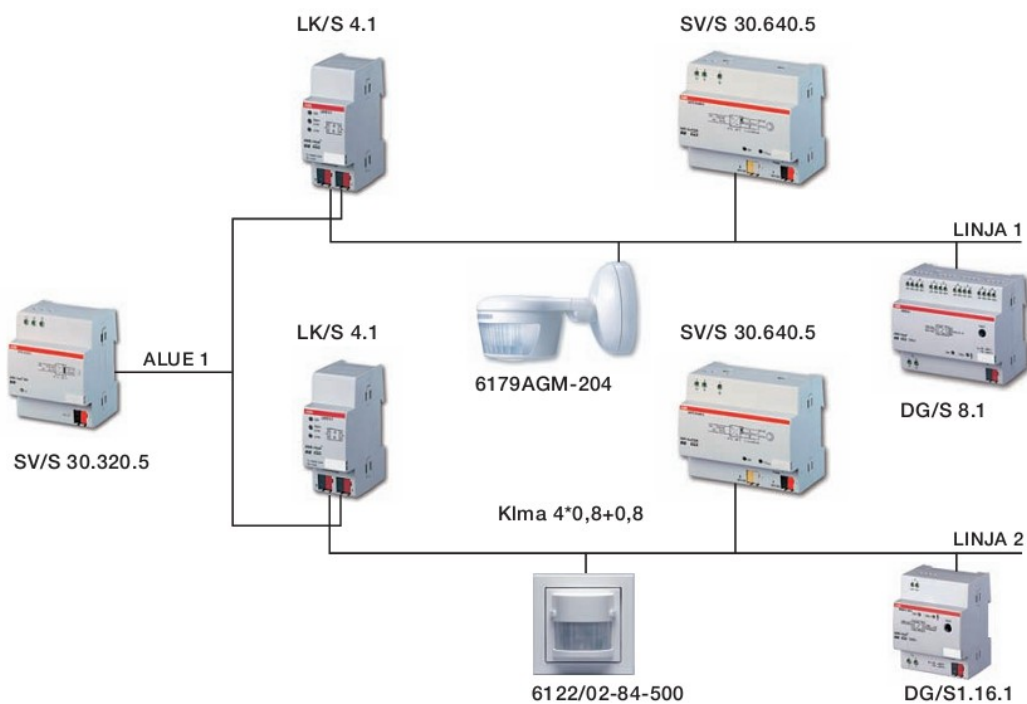 LK/S 4.1
SV/S 30.640.5
LINJA 1
ALUE 1
LK/S 4.1
6179AGM-204
SV/S 30.640.5
DG/S 8.1
SV/S 30.320.5
Klma 4*0,8+0,8
LINJA 2
6122/02-84-500
DG/S1.16.1